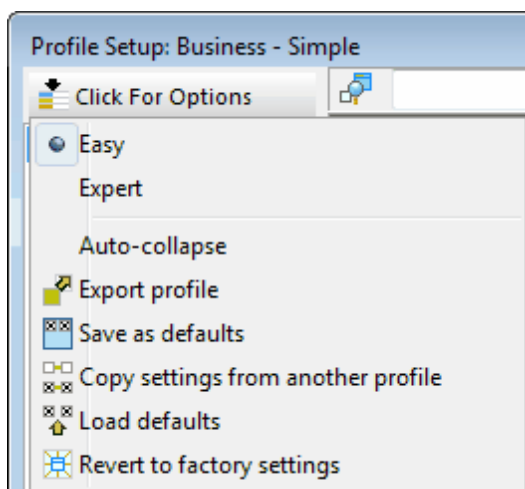 Profile Setup: Business - Simple
Click For Options
Easy
Expert
Auto-collapse
Export profile
Save as defaults
Copy settings from another profile
Load defaults
Revert to factory settings